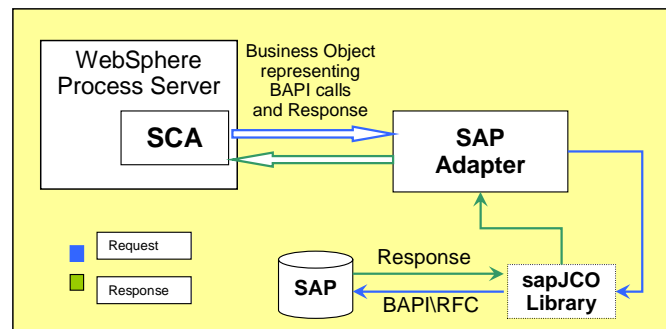 WebSphere
Process Server
SCA
Business Object
representing
BAPI calls
and Response
SAP
Adapter
Request
Response
SAP
Response
BAPI\RFC
sapJCO
Library